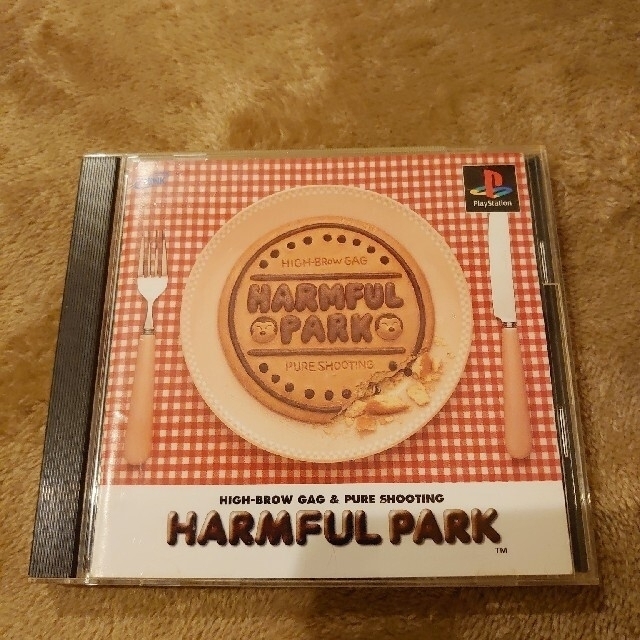 PlayStation
HIGH-BROW GAG
HARMFUL
PARK
PURE SHOOTING
HIGH-BROW GAG & PURE SHOOTING
HARMFUL PARK
TM